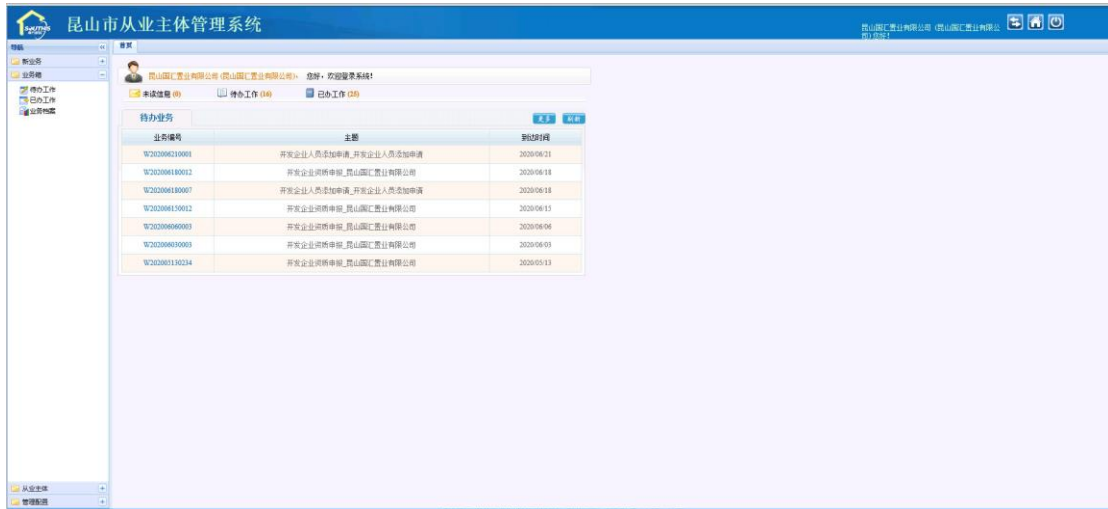 昆山市从业主体管理系统
昆山国汇置业有限公司 (昆山国汇置业有限公
司) 您好!
导航
首页
新业务
业务箱
待办工作
已办工作
业务档案
昆山国汇置业有限公司(昆山国汇置业有限公司), 您好,欢迎登录系统!
未读信息 (0) 待办工作 (16) 已办工作 (25)
待办业务 更多 刷新
业务编号 主题 到达时间
W202006210001 开发企业人员添加申请_开发企业人员添加申请 2020/06/21
W202006180012 开发企业资质申报_昆山国汇置业有限公司 2020/06/18
W202006180007 开发企业人员添加申请_开发企业人员添加申请 2020/06/18
W202006150012 开发企业资质申报_昆山国汇置业有限公司 2020/06/15
W202006060003 开发企业资质申报_昆山国汇置业有限公司 2020/06/06
W202006030003 开发企业资质申报_昆山国汇置业有限公司 2020/06/03
W202005130234 开发企业资质申报_昆山国汇置业有限公司 2020/05/13
从业主体
管理配置